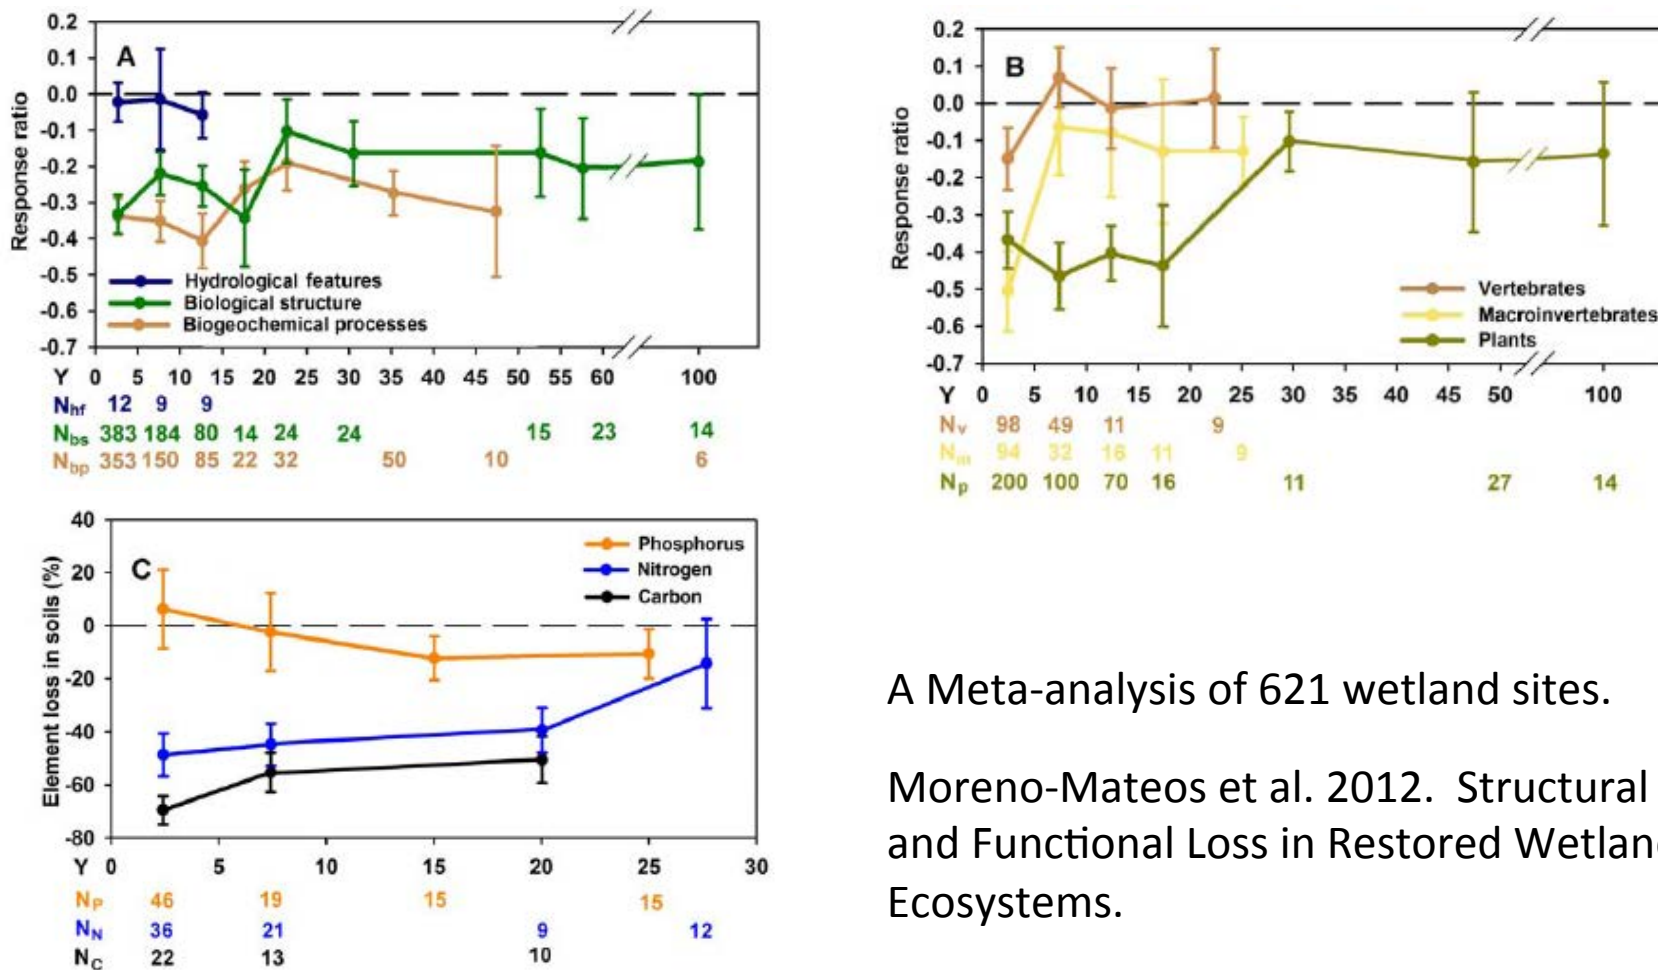 0.2
0.1
0.0
-0.1
-0.2
-0.3
-0.4
-0.5
-0.6
-0.7
Response ratio
A
Hydrological features
Biological structure
Biogeochemical processes
Y 0 5 10 15 20 25 30 35 40 45 50 55 60 100
Nhf 12 9 9
Nbs 383 184 80 14 24 24 15 23 14
Nbp 353 150 85 22 32 50 10 6
0.2
0.1
0.0
-0.1
-0.2
-0.3
-0.4
-0.5
-0.6
-0.7
Response ratio
B
Vertebrates
Macroinvertebrates
Plants
Y 0 5 10 15 20 25 30 35 40 45 50 100
Nv 98 49 11 9
Nm 94 32 16 11 9
Np 200 100 70 16 11 27 14
40
20
0
-20
-40
-60
-80
Element loss in soils (%)
C
Phosphorus
Nitrogen
Carbon
Y 0 5 10 15 20 25 30
NP 46 19 15 15
NN 36 21 9 12
NC 22 13 10
A Meta-analysis of 621 wetland sites.
Moreno-Mateos et al. 2012. Structural
and Functional Loss in Restored Wetlan
Ecosystems.